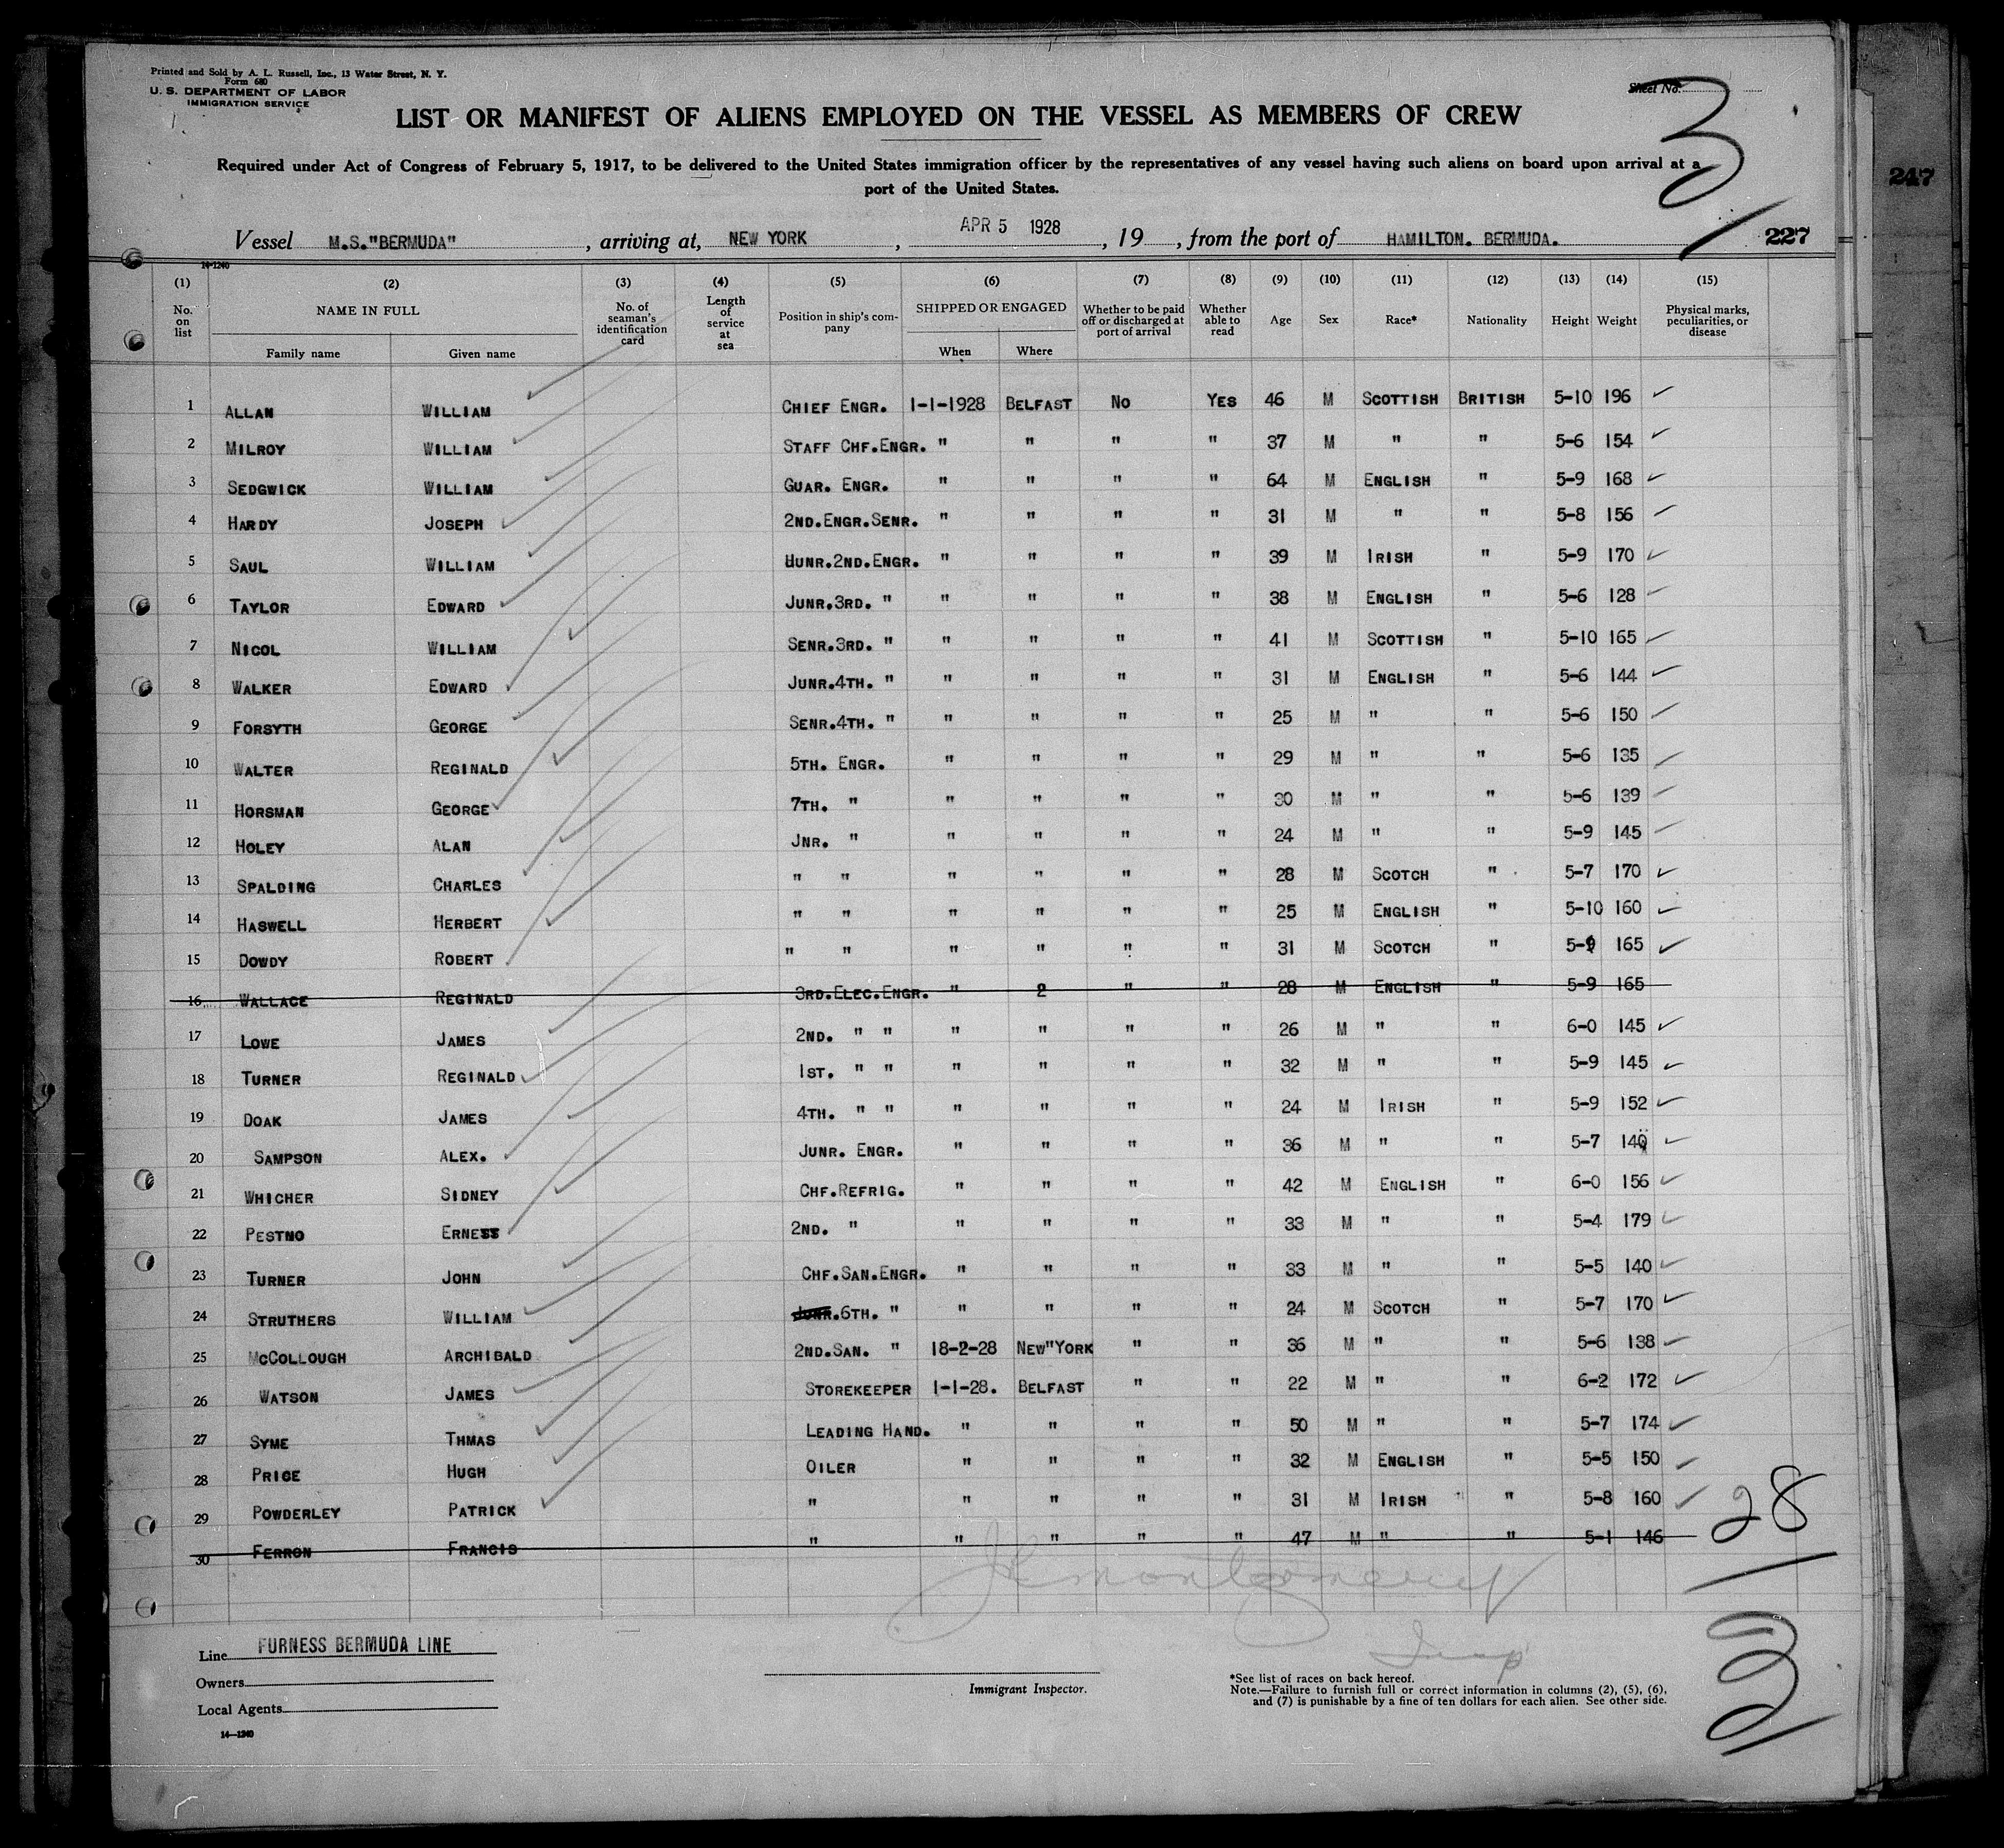 Printed and Sold by A. L. Russell, Inc., 13 Water Street, N. Y.
Form 680
U. S. DEPARTMENT OF LABOR
IMMIGRATION SERVICE
Sheet No.
3
LIST OR MANIFEST OF ALIENS EMPLOYED ON THE VESSEL AS MEMBERS OF CREW
Required under Act of Congress of February 5, 1917, to be delivered to the United States immigration officer by the representatives of any vessel having such aliens on board upon arrival at a
port of the United States.
247
Vessel M.S."BERMUDA", arriving at, NEW YORK, APR 5 1928, 19, from the port of HAMILTON. BERMUDA. 227
14-1240
(1) (2) (3) (4) (5) (6) (7) (8) (9) (10) (11) (12) (13) (14) (15)
No. on list NAME IN FULL Family name Given name No. of seaman's identification card Length of service at sea Position in ship's company SHIPPED OR ENGAGED When Where Whether to be paid off or discharged at port of arrival Whether able to read Age Sex Race* Nationality Height Weight Physical marks, peculiarities, or disease
1 ALLAN WILLIAM CHIEF ENGR. 1-1-1928 BELFAST No YES 46 M SCOTTISH BRITISH 5-10 196
2 MILROY WILLIAM STAFF CHF.ENGR. " " " " 37 M " " 5-6 154
3 SEDGWICK WILLIAM GUAR. ENGR. " " " " 64 M ENGLISH " 5-9 168
4 HARDY JOSEPH 2ND.ENGR.SENR. " " " " 31 M " " 5-8 156
5 SAUL WILLIAM HUNR.2ND.ENGR. " " " " 39 M IRISH " 5-9 170
6 TAYLOR EDWARD JUNR.3RD. " " " " " 38 M ENGLISH " 5-6 128
7 NICOL WILLIAM SENR.3RD. " " " " " 41 M SCOTTISH " 5-10 165
8 WALKER EDWARD JUNR.4TH. " " " " " 31 M ENGLISH " 5-6 144
9 FORSYTH GEORGE SENR.4TH. " " " " " 25 M " " 5-6 150
10 WALTER REGINALD 5TH. ENGR. " " " " 29 M " " 5-6 135
11 HORSMAN GEORGE 7TH. " " " " " 30 M " " 5-6 139
12 HOLEY ALAN JNR. " " " " " 24 M " " 5-9 145
13 SPALDING CHARLES " " " " " " 28 M SCOTCH " 5-7 170
14 HASWELL HERBERT " " " " " " 25 M ENGLISH " 5-10 160
15 DOWDY ROBERT " " " " " " 31 M SCOTCH " 5-9 165
16 WALLACE REGINALD 3RD.ELEC.ENGR. " 2 " " 28 M ENGLISH " 5-9 165
17 LOWE JAMES 2ND. " " " " " " 26 M " " 6-0 145
18 TURNER REGINALD 1ST. " " " " " " 32 M " " 5-9 145
19 DOAK JAMES 4TH. " " " " " " 24 M IRISH " 5-9 152
20 SAMPSON ALEX. JUNR. ENGR. " " " " 36 M " " 5-7 140
21 WHICHER SIDNEY CHF.REFRIG. " " " " 42 M ENGLISH " 6-0 156
22 PESTNO ERNESS 2ND. " " " " " 33 M " " 5-4 179
23 TURNER JOHN CHF.SAN.ENGR. " " " " 33 M " " 5-5 140
24 STRUTHERS WILLIAM JUNR.6TH. " " " " " 24 M SCOTCH " 5-7 170
25 McCOLLOUGH ARCHIBALD 2ND.SAN. " 18-2-28 NEW"YORK " " 36 M " " 5-6 138
26 WATSON JAMES STOREKEEPER 1-1-28. BELFAST " " 22 M " " 6-2 172
27 SYME THMAS LEADING HAND. " " " " 50 M " " 5-7 174
28 PRICE HUGH OILER " " " " 32 M ENGLISH " 5-5 150
29 POWDERLEY PATRICK " " " " " 31 M IRISH " 5-8 160
30 FERRON FRANCIS " " " " " 47 M " " 5-1 146
28
Montgomery
Insp
Line FURNESS BERMUDA LINE
Owners
Local Agents
14—1240
Immigrant Inspector.
*See list of races on back hereof.
Note.—Failure to furnish full or correct information in columns (2), (5), (6),
and (7) is punishable by a fine of ten dollars for each alien. See other side.